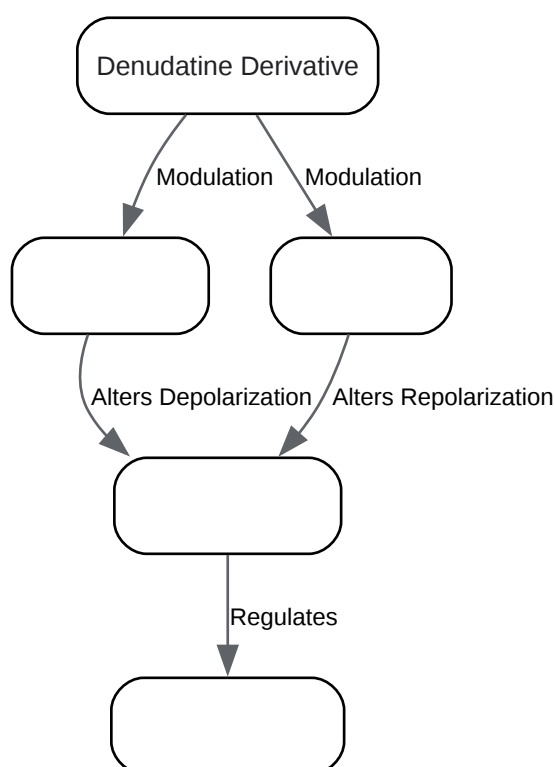 Denudatine Derivative
Modulation
Modulation
Alters Depolarization
Alters Repolarization
Regulates